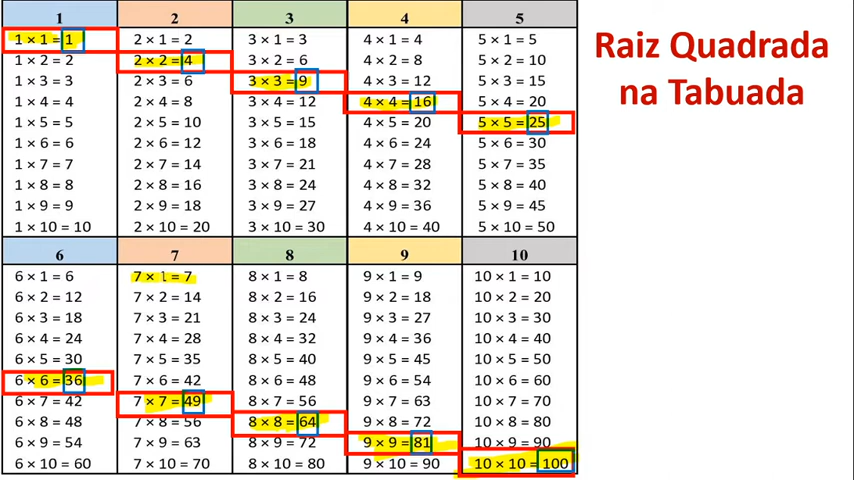 1 2 3 4 5
1 × 1 = 1 2 × 1 = 2 3 × 1 = 3 4 × 1 = 4 5 × 1 = 5
1 × 2 = 2 2 × 2 = 4 3 × 2 = 6 4 × 2 = 8 5 × 2 = 10
1 × 3 = 3 2 × 3 = 6 3 × 3 = 9 4 × 3 = 12 5 × 3 = 15
1 × 4 = 4 2 × 4 = 8 3 × 4 = 12 4 × 4 = 16 5 × 4 = 20
1 × 5 = 5 2 × 5 = 10 3 × 5 = 15 4 × 5 = 20 5 × 5 = 25
1 × 6 = 6 2 × 6 = 12 3 × 6 = 18 4 × 6 = 24 5 × 6 = 30
1 × 7 = 7 2 × 7 = 14 3 × 7 = 21 4 × 7 = 28 5 × 7 = 35
1 × 8 = 8 2 × 8 = 16 3 × 8 = 24 4 × 8 = 32 5 × 8 = 40
1 × 9 = 9 2 × 9 = 18 3 × 9 = 27 4 × 9 = 36 5 × 9 = 45
1 × 10 = 10 2 × 10 = 20 3 × 10 = 30 4 × 10 = 40 5 × 10 = 50
6 7 8 9 10
6 × 1 = 6 7 × 1 = 7 8 × 1 = 8 9 × 1 = 9 10 × 1 = 10
6 × 2 = 12 7 × 2 = 14 8 × 2 = 16 9 × 2 = 18 10 × 2 = 20
6 × 3 = 18 7 × 3 = 21 8 × 3 = 24 9 × 3 = 27 10 × 3 = 30
6 × 4 = 24 7 × 4 = 28 8 × 4 = 32 9 × 4 = 36 10 × 4 = 40
6 × 5 = 30 7 × 5 = 35 8 × 5 = 40 9 × 5 = 45 10 × 5 = 50
6 × 6 = 36 7 × 6 = 42 8 × 6 = 48 9 × 6 = 54 10 × 6 = 60
6 × 7 = 42 7 × 7 = 49 8 × 7 = 56 9 × 7 = 63 10 × 7 = 70
6 × 8 = 48 7 × 8 = 56 8 × 8 = 64 9 × 8 = 72 10 × 8 = 80
6 × 9 = 54 7 × 9 = 63 8 × 9 = 72 9 × 9 = 81 10 × 9 = 90
6 × 10 = 60 7 × 10 = 70 8 × 10 = 80 9 × 10 = 90 10 × 10 = 100
Raiz Quadrada
na Tabuada